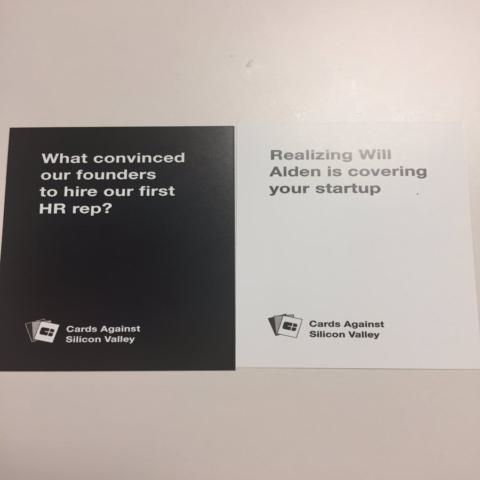 What convinced
our founders
to hire our first
HR rep?
Cards Against
Silicon Valley
Realizing Will
Alden is covering
your startup
Cards Against
Silicon Valley